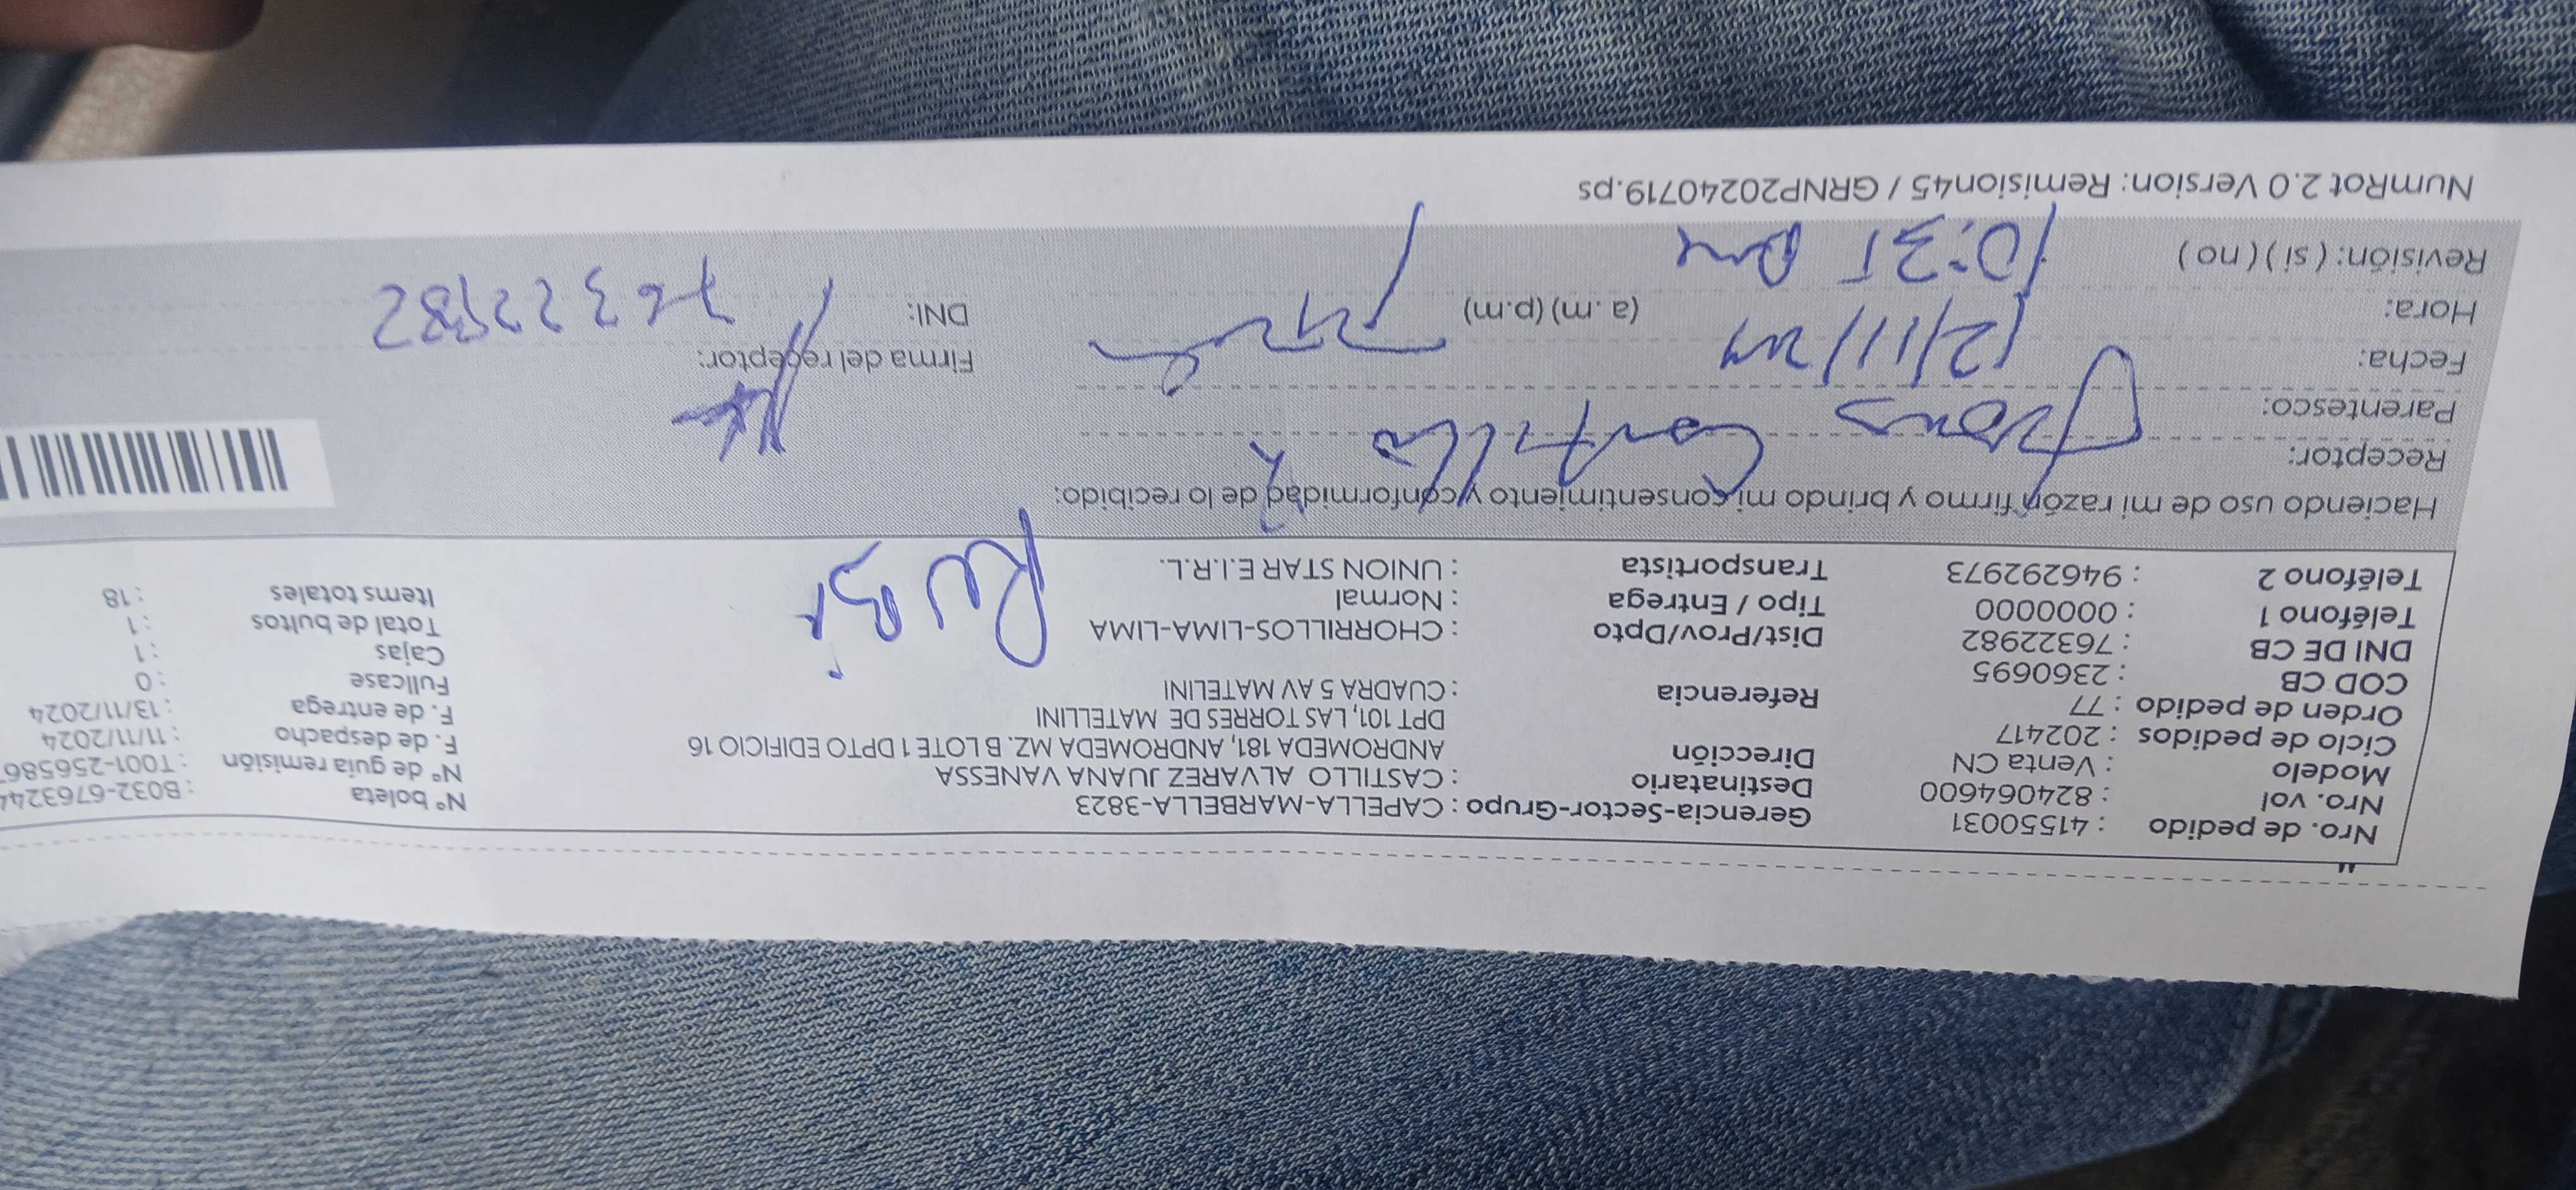 Nro. de pedido : 41550031 Gerencia-Sector-Grupo : CAPELLA-MARBELLA-3823 N° boleta : B032-676324
Nro. vol : 824064600 Destinatario : CASTILLO ALVAREZ JUANA VANESSA N° de guía remisión : T001-256586
Modelo : Venta CN Dirección ANDROMEDA 181, ANDROMEDA MZ. B LOTE 1 DPTO EDIFICIO 16 F. de despacho : 11/11/2024
Ciclo de pedidos : 202417 DPT 101, LAS TORRES DE MATELLINI F. de entrega : 13/11/2024
Orden de pedido : 77 Referencia : CUADRA 5 AV MATELINI Fullcase : 0
COD CB : 2360695 Cajas : 1
DNI DE CB : 76322982 Dist/Prov/Dpto : CHORRILLOS-LIMA-LIMA Total de bultos : 1
Teléfono 1 : 0000000 Tipo / Entrega : Normal Items totales : 18
Teléfono 2 : 946292973 Transportista : UNION STAR E.I.R.L.
Haciendo uso de mi razón firmo y brindo mi consentimiento y conformidad de lo recibido:
Receptor:
Parentesco:
Fecha: 12/11/24 Firma del receptor:
Hora: 10:35 (a.m) (p.m) DNI: 76322982
Revisión: ( si ) ( no )
NumRot 2.0 Version: Remision45 / GRNP20240719.ps